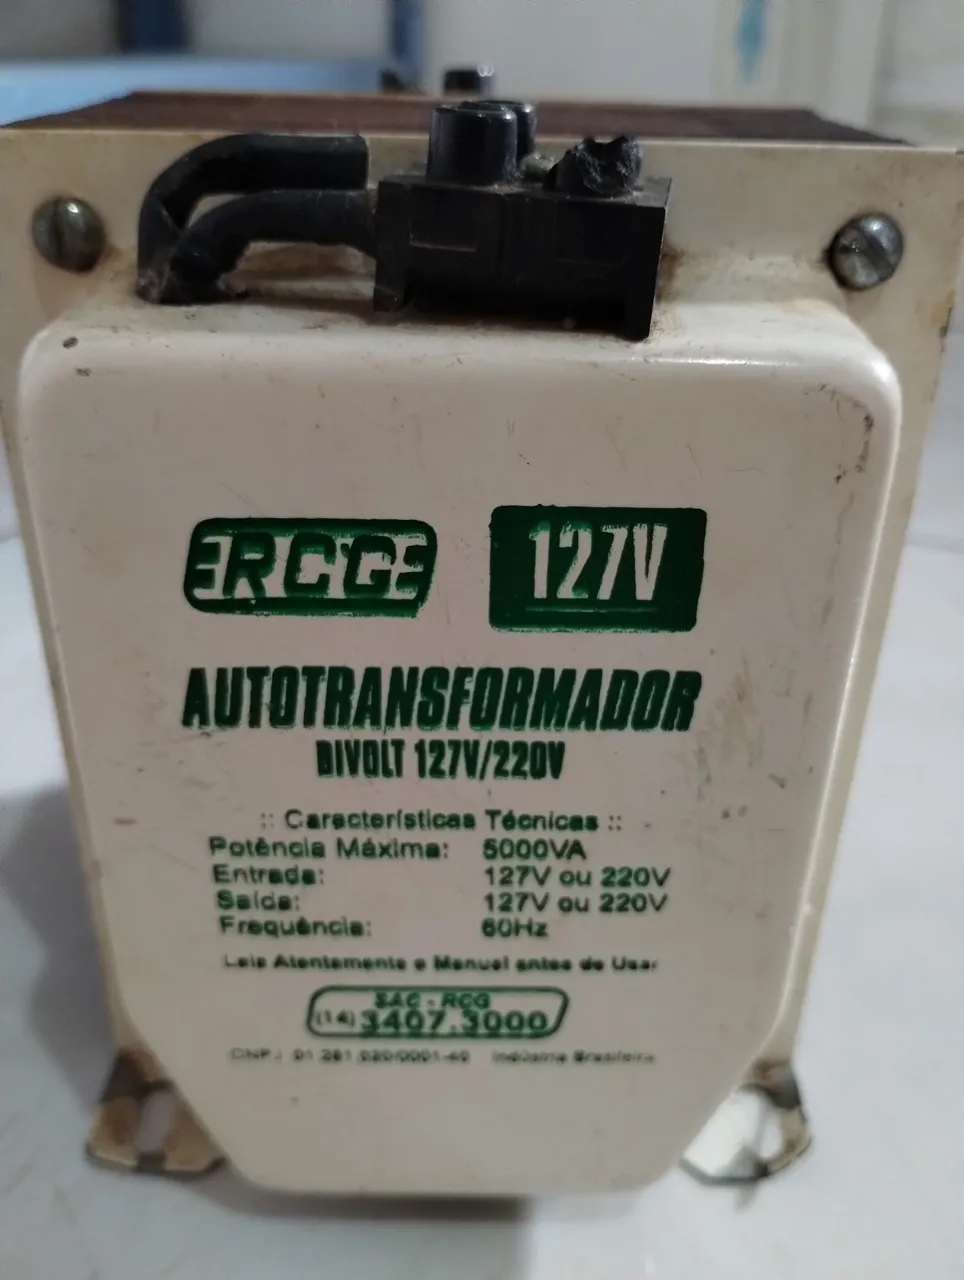 RCG
127V
AUTOTRANSFORMADOR
BIVOLT 127V/220V
:: Características Técnicas ::
Potência Máxima: 5000VA
Entrada: 127V ou 220V
Saída: 127V ou 220V
Frequência: 60Hz
Leia Atentamente o Manual antes de Usar
SAC - RCG
(14) 3407.3000
Indústria Brasileira